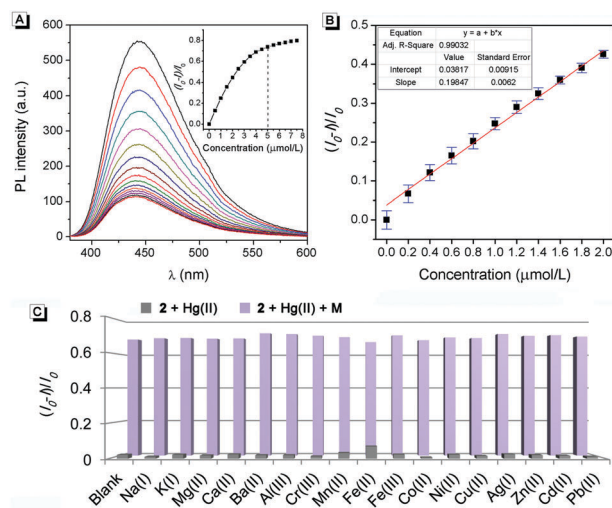 A
600
500
400
300
200
100
0
PL intensity (a.u.)
400
450
500
550
600
λ (nm)
0.8
0.6
0.4
0.2
0.0
(I₀-I)/I₀
0 1 2 3 4 5 6 7 8
Concentration (μmol/L)
B
0.5
0.4
0.3
0.2
0.1
0.0
(I₀-I)/I₀
Equation y = a + b*x
Adj. R-Square 0.99032
Value Standard Error
Intercept 0.03817 0.00915
Slope 0.19847 0.0062
0.0 0.2 0.4 0.6 0.8 1.0 1.2 1.4 1.6 1.8 2.0
Concentration (μmol/L)
C
2 + Hg(II) 2 + Hg(II) + M
0.8
0.6
0.4
0.2
0
(I₀-I)/I₀
Blank
Na(I)
K(I)
Mg(II)
Ca(II)
Ba(II)
Al(III)
Cr(III)
Mn(II)
Fe(II)
Fe(III)
Co(II)
Ni(II)
Cu(II)
Ag(I)
Zn(II)
Cd(II)
Pb(II)